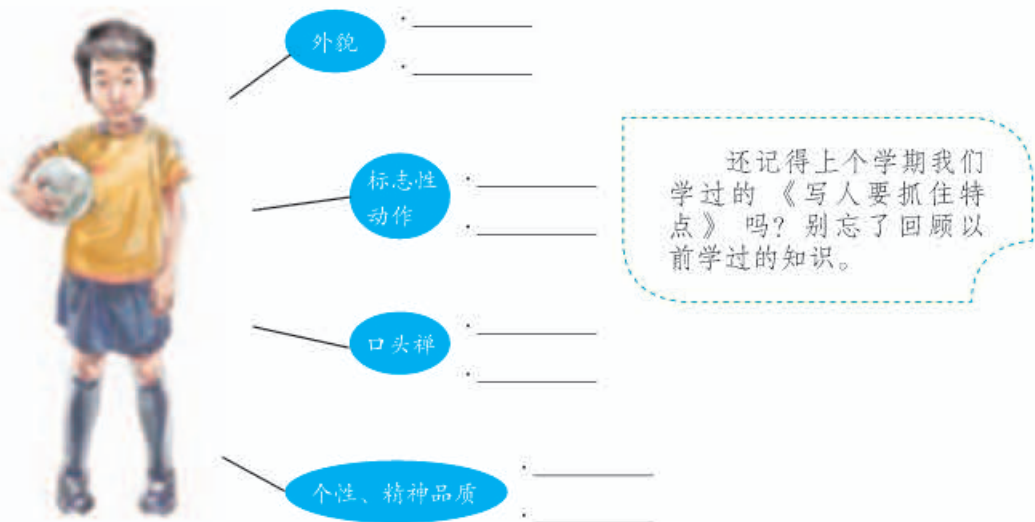 外貌
标志性
动作
口头禅
个性、精神品质
还记得上个学期我们
学过的《写人要抓住特
点》吗？别忘了回顾以
前学过的知识。